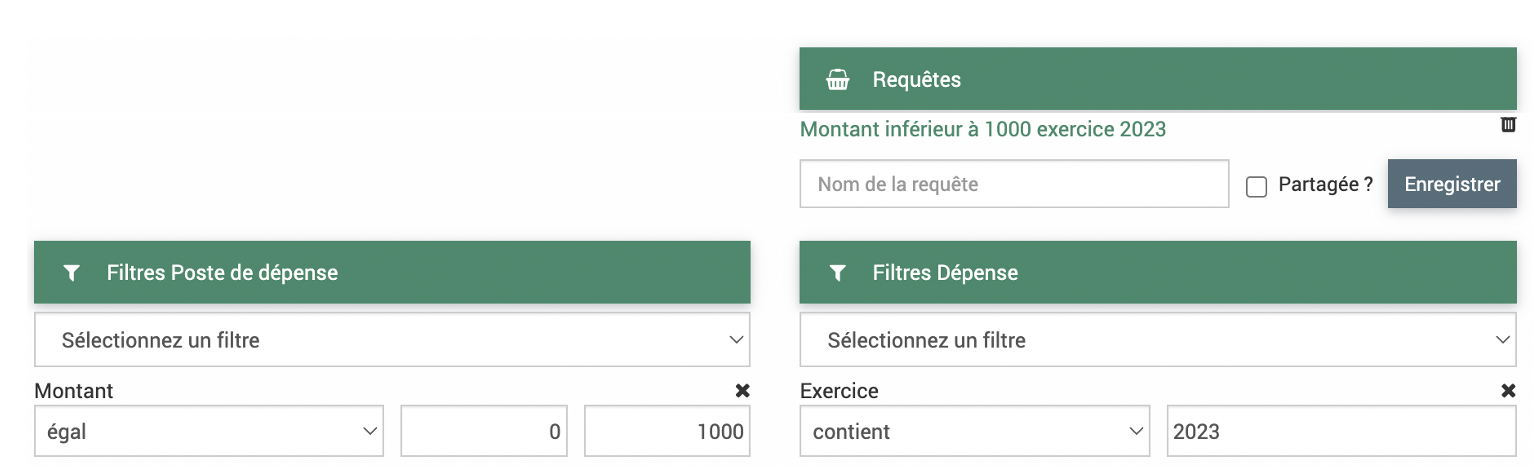 Requêtes
Montant inférieur à 1000 exercice 2023
Nom de la requête
Partagée ?
Enregistrer
Filtres Poste de dépense
Sélectionnez un filtre
Montant
égal
0
1000
Filtres Dépense
Sélectionnez un filtre
Exercice
contient
2023